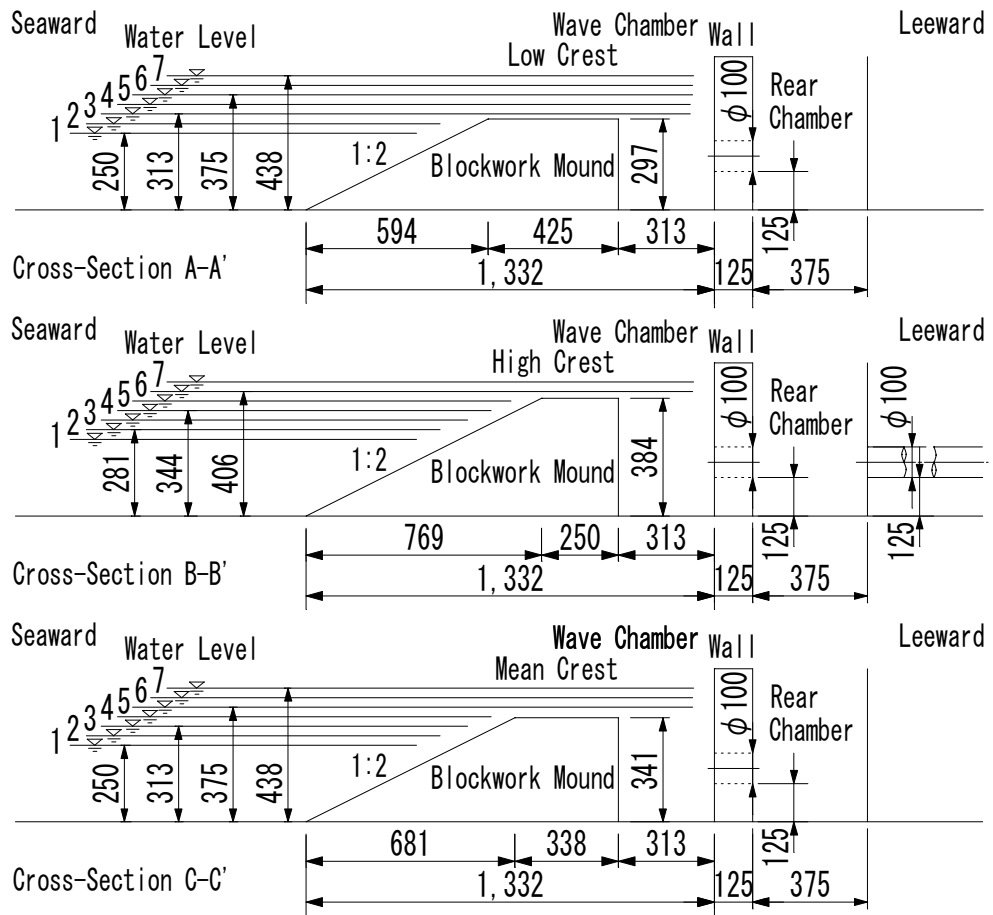 Seaward Wave Chamber Leeward
Water Level Low Crest Wall
1 2 3 4 5 6 7
φ100
Rear
Chamber
1:2
Blockwork Mound
250 313 375 438 297
125
594 425 313
Cross-Section A-A'
1,332 125 375
Seaward Wave Chamber Leeward
Water Level High Crest Wall
1 2 3 4 5 6 7
φ100 φ100
Rear
Chamber
1:2
Blockwork Mound
281 344 406 384
125 125
769 250 313
Cross-Section B-B'
1,332 125 375
Seaward Wave Chamber Leeward
Water Level Mean Crest Wall
1 2 3 4 5 6 7
φ100
Rear
Chamber
1:2
Blockwork Mound
250 313 375 438 341
125
681 338 313
Cross-Section C-C'
1,332 125 375